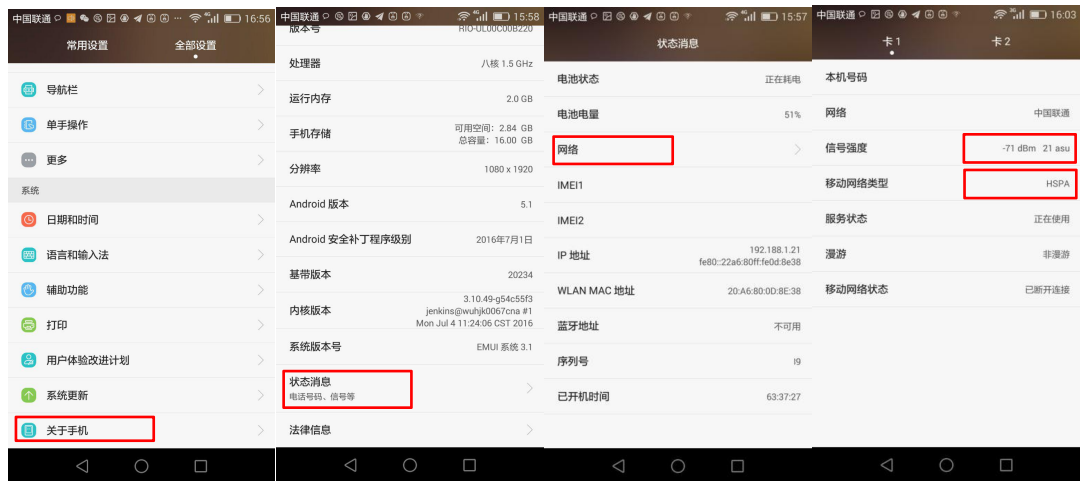 中国联通 16:56
常用设置 全部设置
导航栏
单手操作
更多
系统
日期和时间
语言和输入法
辅助功能
打印
用户体验改进计划
系统更新
关于手机
中国联通 15:58
版本号 RIO-UL00C00B220
处理器 八核 1.5 GHz
运行内存 2.0 GB
手机存储 可用空间：2.84 GB
总容量：16.00 GB
分辨率 1080 x 1920
Android 版本 5.1
Android 安全补丁程序级别 2016年7月1日
基带版本 20234
内核版本 3.10.49-g54c55f3
jenkins@wuhjk0067cna #1
Mon Jul 4 11:24:06 CST 2016
系统版本号 EMUI 系统 3.1
状态消息
电话号码、信号等
法律信息
中国联通 15:57
状态消息
电池状态 正在耗电
电池电量 51%
网络
IMEI1
IMEI2
IP 地址 192.188.1.21
fe80::22a6:80ff:fe0d:8e38
WLAN MAC 地址 20:A6:80:0D:8E:38
蓝牙地址 不可用
序列号 I9
已开机时间 63:37:27
中国联通 16:03
卡 1 卡 2
本机号码
网络 中国联通
信号强度 -71 dBm 21 asu
移动网络类型 HSPA
服务状态 正在使用
漫游 非漫游
移动网络状态 已断开连接